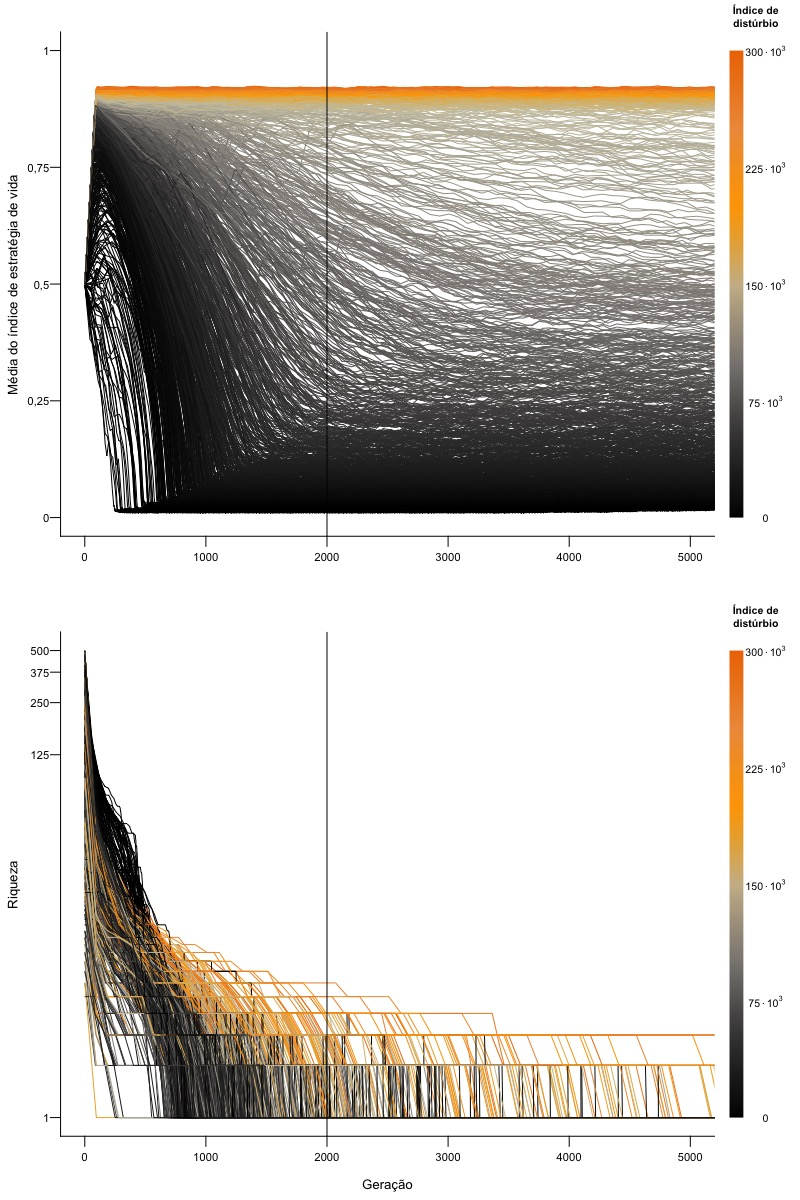 Índice de
distúrbio
300 · 10³
225 · 10³
150 · 10³
75 · 10³
0
Média do índice de estratégia de vida
1
0,75
0,5
0,25
0
0 1000 2000 3000 4000 5000
Índice de
distúrbio
300 · 10³
225 · 10³
150 · 10³
75 · 10³
0
Riqueza
500
375
250
125
1
0 1000 2000 3000 4000 5000
Geração